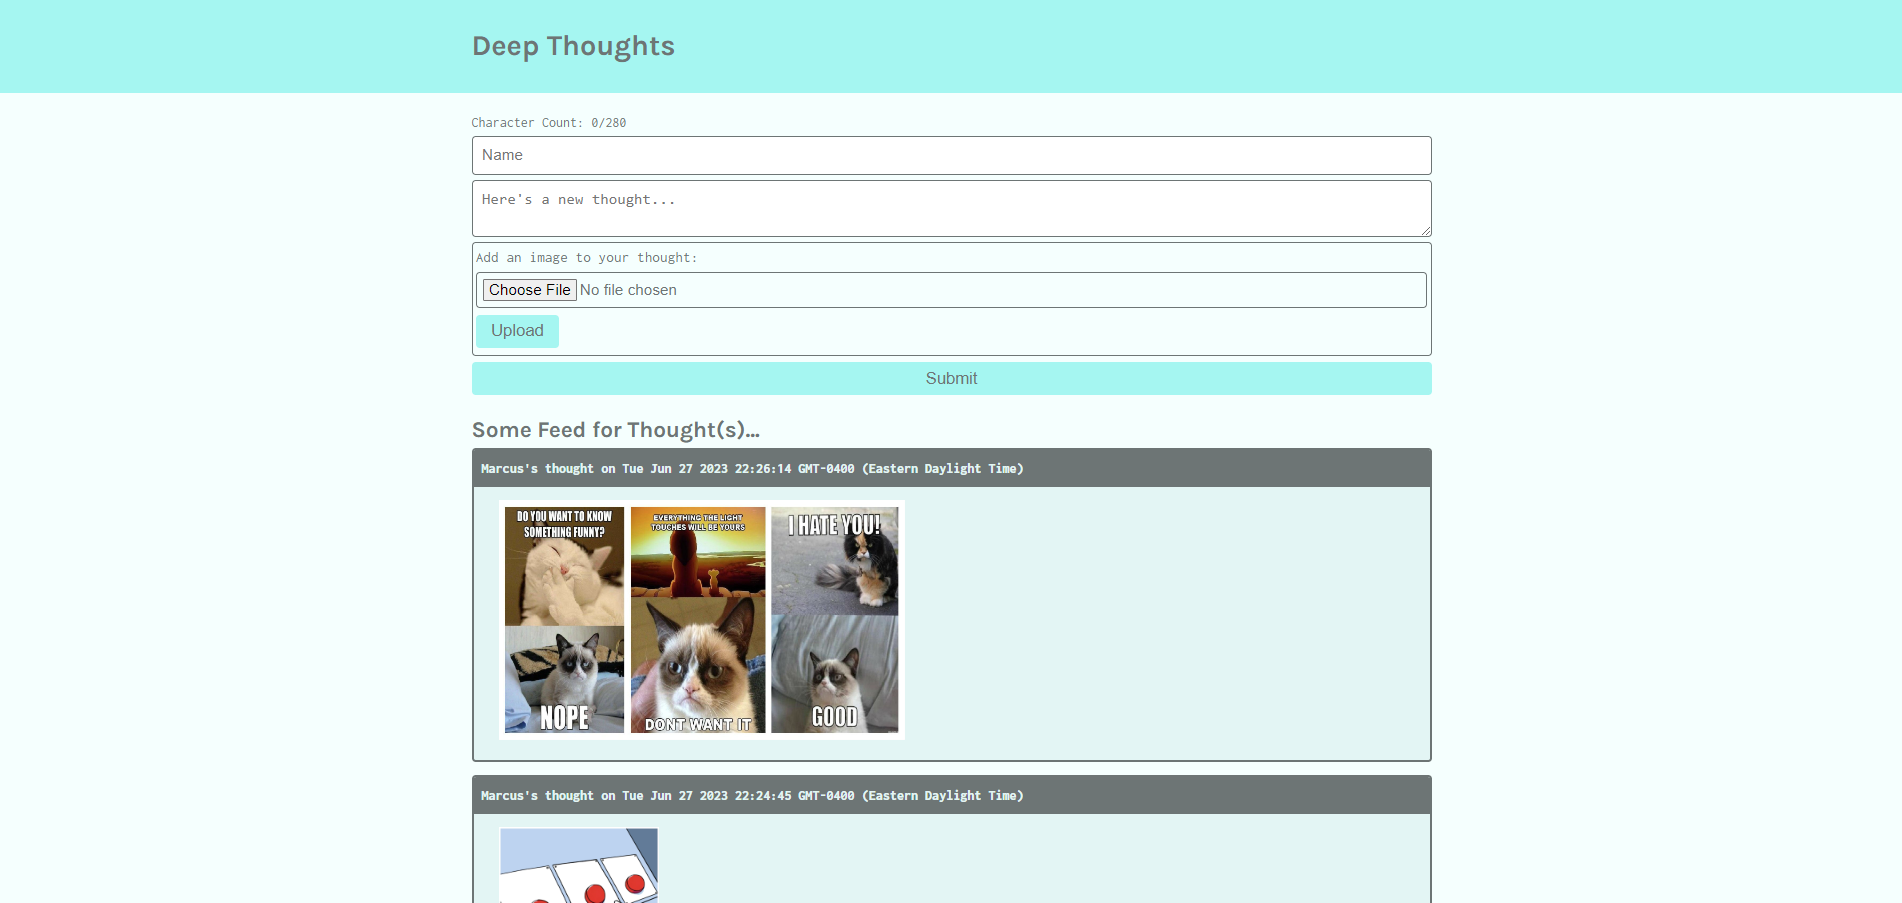 Deep Thoughts
Character Count: 0/280
Name
Here's a new thought...
Add an image to your thought:
Choose File No file chosen
Upload
Submit
Some Feed for Thought(s)...
Marcus's thought on Tue Jun 27 2023 22:26:14 GMT-0400 (Eastern Daylight Time)
DO YOU WANT TO KNOW
SOMETHING FUNNY?
NOPE
EVERYTHING THE LIGHT
TOUCHES WILL BE YOURS
DONT WANT IT
I HATE YOU!
GOOD
Marcus's thought on Tue Jun 27 2023 22:24:45 GMT-0400 (Eastern Daylight Time)